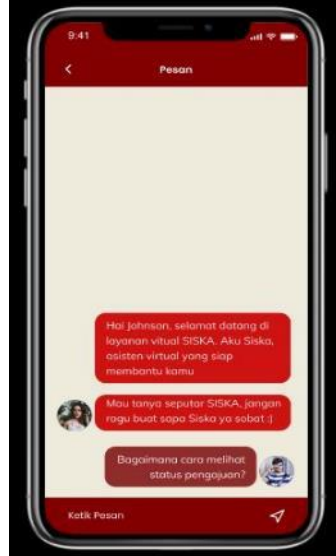 9:41
Pesan
Hai Johnson, selamat datang di
layanan vitual SISKA. Aku Siska,
asisten virtual yang siap
membantu kamu
Mau tanya seputar SISKA, jangan
ragu buat sapa Siska ya sobat :)
Bagaimana cara melihat
status pengajuan?
Ketik Pesan